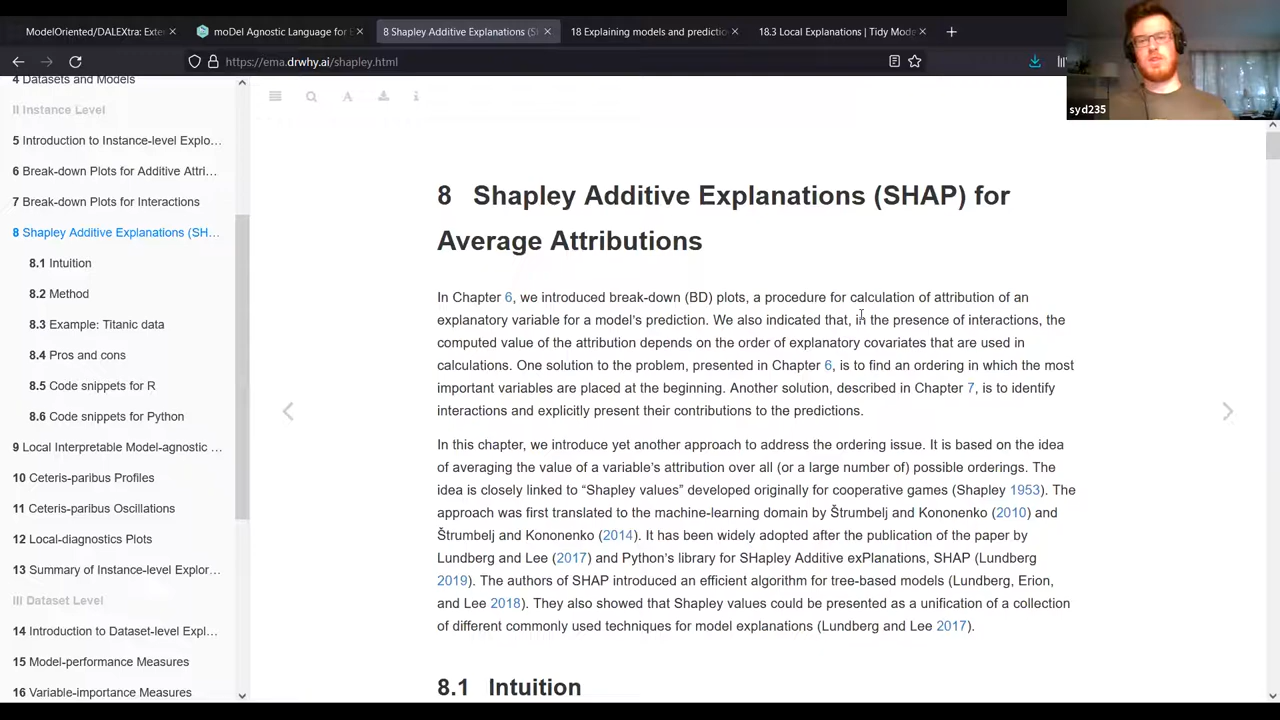 ModelOriented/DALEXtra: Exte
moDel Agnostic Language for E
8 Shapley Additive Explanations (S
18 Explaining models and predictio
18.3 Local Explanations | Tidy Mode
https://ema.drwhy.ai/shapley.html
syd235
4 Datasets and Models
II Instance Level
5 Introduction to Instance-level Explo…
6 Break-down Plots for Additive Attri…
7 Break-down Plots for Interactions
8 Shapley Additive Explanations (SH…
8.1 Intuition
8.2 Method
8.3 Example: Titanic data
8.4 Pros and cons
8.5 Code snippets for R
8.6 Code snippets for Python
9 Local Interpretable Model-agnostic …
10 Ceteris-paribus Profiles
11 Ceteris-paribus Oscillations
12 Local-diagnostics Plots
13 Summary of Instance-level Explor…
III Dataset Level
14 Introduction to Dataset-level Expl…
15 Model-performance Measures
16 Variable-importance Measures
8 Shapley Additive Explanations (SHAP) for
Average Attributions
In Chapter 6, we introduced break-down (BD) plots, a procedure for calculation of attribution of an
explanatory variable for a model's prediction. We also indicated that, in the presence of interactions, the
computed value of the attribution depends on the order of explanatory covariates that are used in
calculations. One solution to the problem, presented in Chapter 6, is to find an ordering in which the most
important variables are placed at the beginning. Another solution, described in Chapter 7, is to identify
interactions and explicitly present their contributions to the predictions.
In this chapter, we introduce yet another approach to address the ordering issue. It is based on the idea
of averaging the value of a variable's attribution over all (or a large number of) possible orderings. The
idea is closely linked to “Shapley values” developed originally for cooperative games (Shapley 1953). The
approach was first translated to the machine-learning domain by Štrumbelj and Kononenko (2010) and
Štrumbelj and Kononenko (2014). It has been widely adopted after the publication of the paper by
Lundberg and Lee (2017) and Python's library for SHapley Additive exPlanations, SHAP (Lundberg
2019). The authors of SHAP introduced an efficient algorithm for tree-based models (Lundberg, Erion,
and Lee 2018). They also showed that Shapley values could be presented as a unification of a collection
of different commonly used techniques for model explanations (Lundberg and Lee 2017).
8.1 Intuition